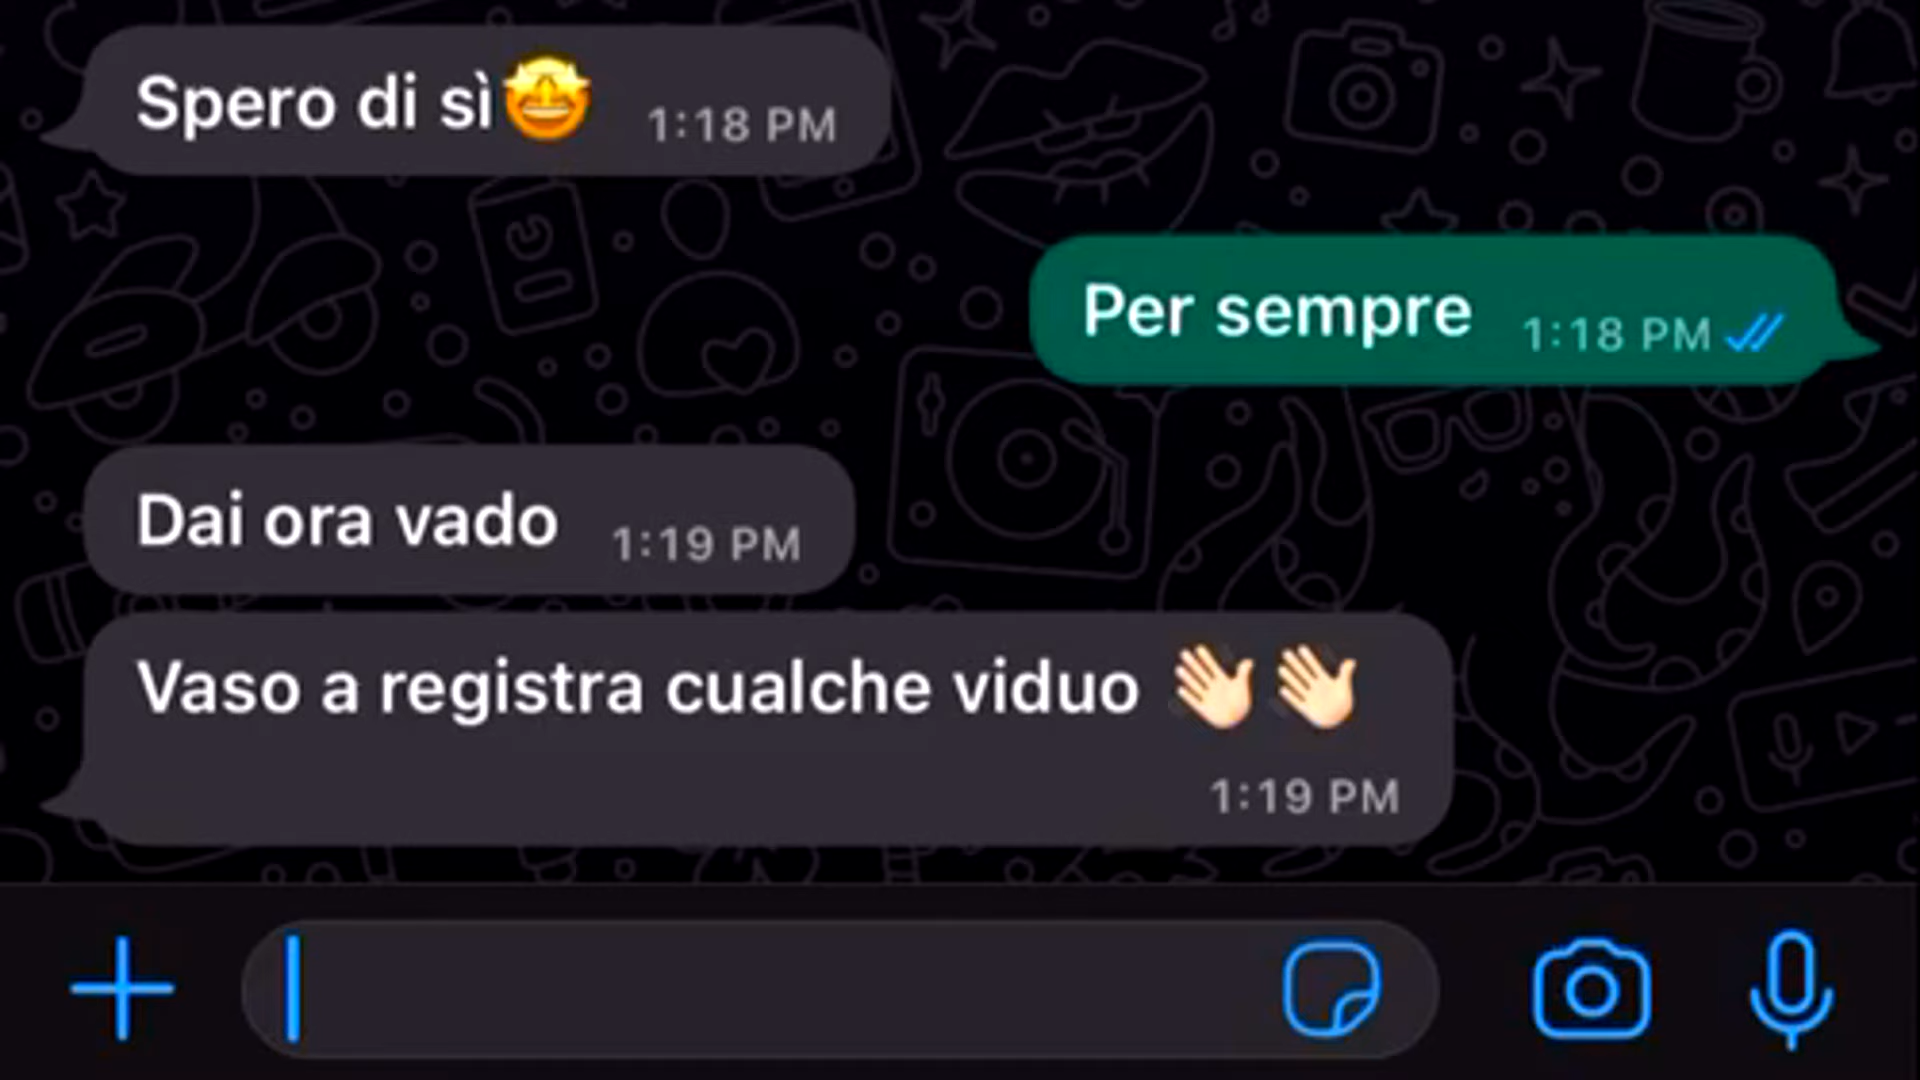 Spero di sì🤩 1:18 PM
Per sempre 1:18 PM
Dai ora vado 1:19 PM
Vaso a registra cualche viduo 👋🏻👋🏻
1:19 PM